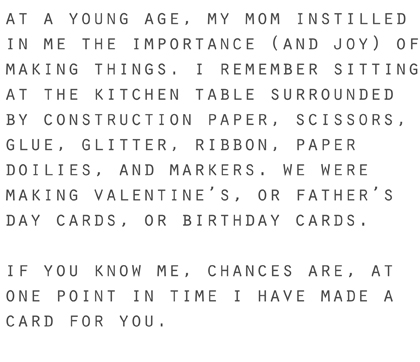 AT A YOUNG AGE, MY MOM INSTILLED
IN ME THE IMPORTANCE (AND JOY) OF
MAKING THINGS. I REMEMBER SITTING
AT THE KITCHEN TABLE SURROUNDED
BY CONSTRUCTION PAPER, SCISSORS,
GLUE, GLITTER, RIBBON, PAPER
DOILIES, AND MARKERS. WE WERE
MAKING VALENTINE'S, OR FATHER'S
DAY CARDS, OR BIRTHDAY CARDS.

IF YOU KNOW ME, CHANCES ARE, AT
ONE POINT IN TIME I HAVE MADE A
CARD FOR YOU.